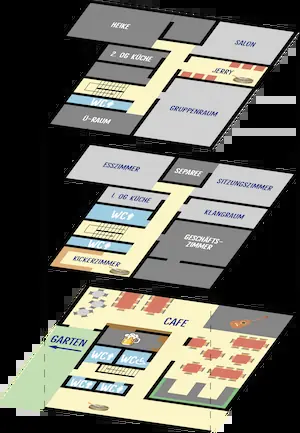 HEIKE
SALON
2. OG KÜCHE
JERRY
WC
GRUPPENRAUM
Ü-RAUM
ESSZIMMER
SEPAREE
SITZUNGSZIMMER
1. OG KÜCHE
WC
KLANGRAUM
WC
GESCHÄFTS-
ZIMMER
KICKERZIMMER
CAFE
GARTEN
WC
WC
WC
WC